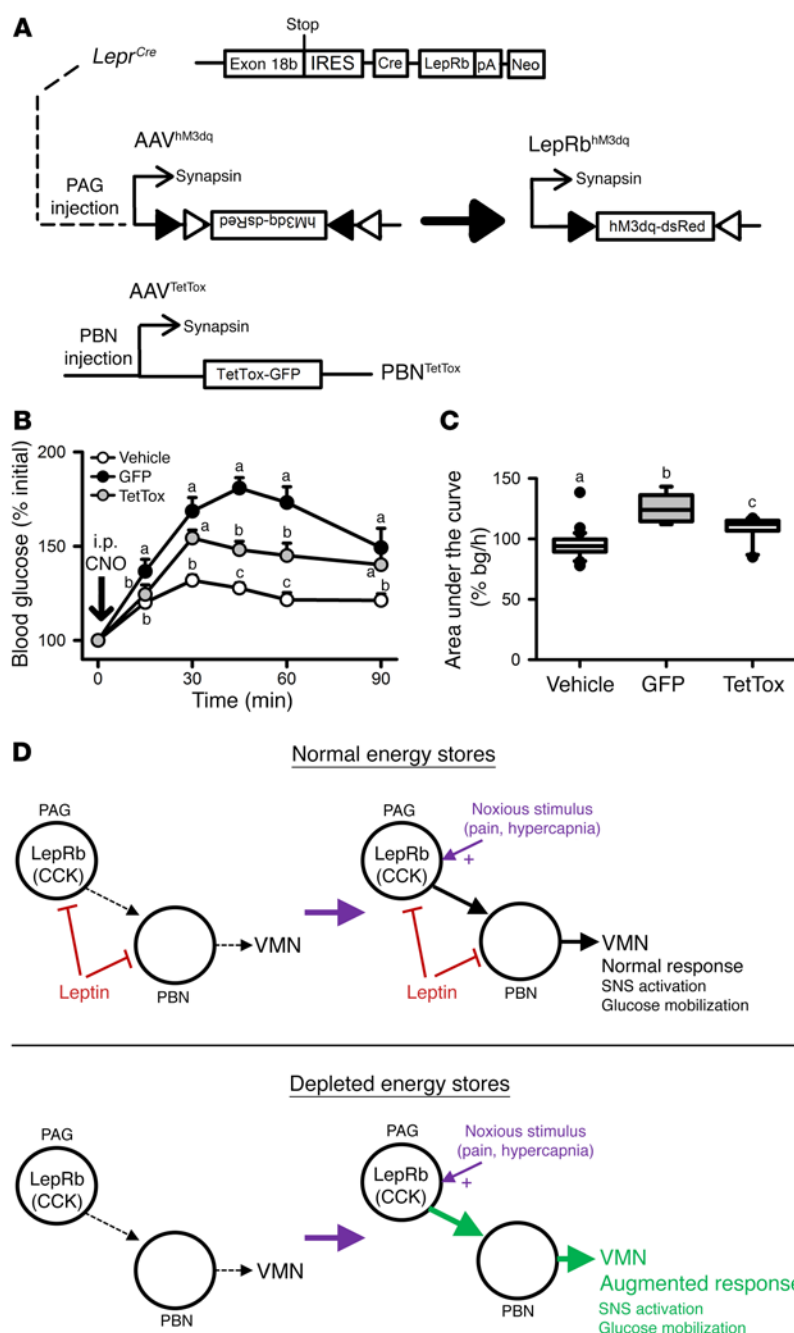 A
Stop
Lepr^Cre
Exon 18b
IRES
Cre
LepRb
pA
Neo
AAV^hM3dq
Synapsin
PAG
injection
hM3dq-dsRed
LepRb^hM3dq
Synapsin
hM3dq-dsRed
AAV^TetTox
Synapsin
PBN
injection
TetTox-GFP
PBN^TetTox
B
Blood glucose (% initial)
200
150
100
Vehicle
GFP
TetTox
i.p.
CNO
a
a
a
a
a
a
b
b
b
b
b
c
c
a
b
0
30
60
90
Time (min)
C
Area under the curve
(% bg/h)
150
100
50
0
a
b
c
Vehicle
GFP
TetTox
D
Normal energy stores
PAG
LepRb
(CCK)
VMN
Leptin
PBN
PAG
Noxious stimulus
(pain, hypercapnia)
+
LepRb
(CCK)
VMN
Normal response
SNS activation
Glucose mobilization
Leptin
PBN
Depleted energy stores
PAG
LepRb
(CCK)
VMN
PBN
PAG
Noxious stimulus
(pain, hypercapnia)
+
LepRb
(CCK)
VMN
Augmented response
SNS activation
Glucose mobilization
PBN